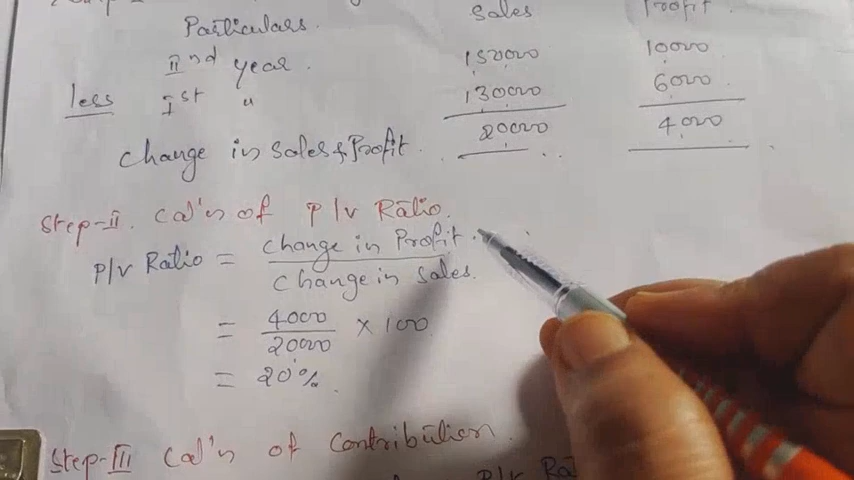 Particulars. Sales Profit.
IInd year. 150000 10000
less Ist " 130000 6000
Change in Sales & Profit. 20000 4000
Step-II. Cal'n of P/v Ratio.
P/v Ratio = Change in Profit. / Change in Sales.
= 4000 / 20000 × 100
= 20%.
Step-III Cal'n of Contribution.
P/v Ra